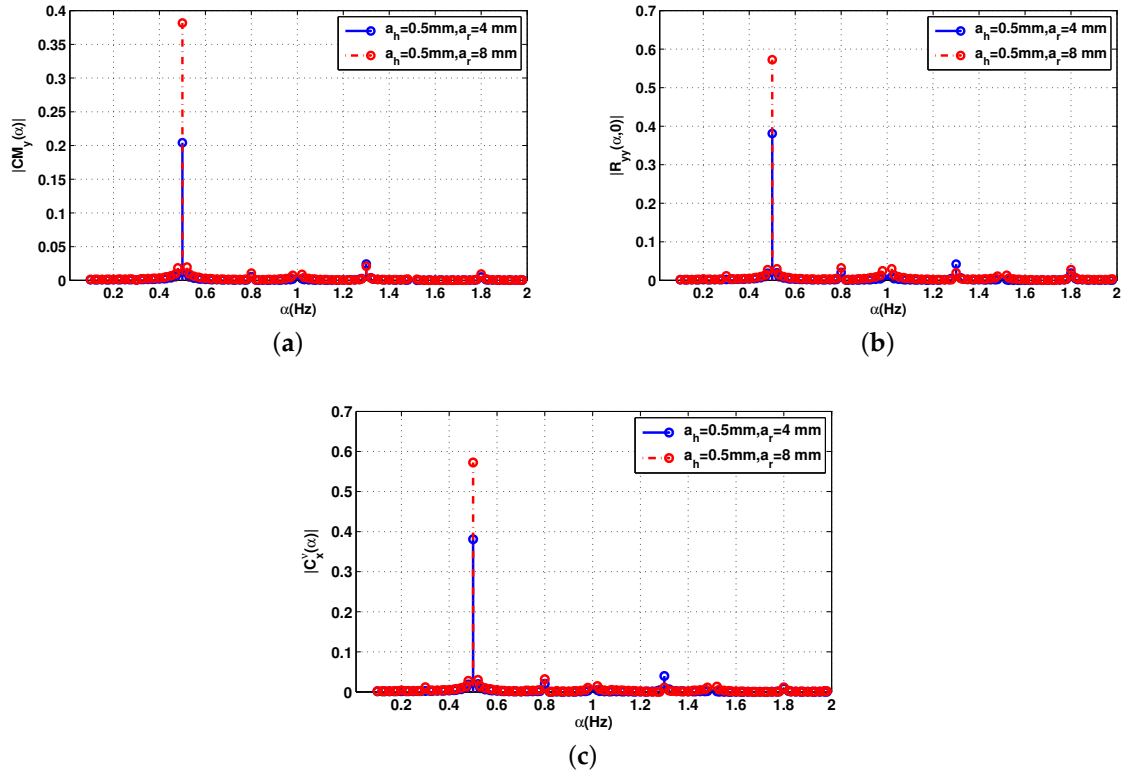 0.4
0.35
0.3
0.25
0.2
0.15
0.1
0.05
0
|CM_y(α)|
a_h=0.5mm,a_r=4 mm
a_h=0.5mm,a_r=8 mm
0.2 0.4 0.6 0.8 1 1.2 1.4 1.6 1.8 2
α(Hz)
(a)
0.7
0.6
0.5
0.4
0.3
0.2
0.1
0
|R_yy(α,0)|
a_h=0.5mm,a_r=4 mm
a_h=0.5mm,a_r=8 mm
0.2 0.4 0.6 0.8 1 1.2 1.4 1.6 1.8 2
α(Hz)
(b)
0.7
0.6
0.5
0.4
0.3
0.2
0.1
0
|C_x^ν(α)|
a_h=0.5mm,a_r=4 mm
a_h=0.5mm,a_r=8 mm
0.2 0.4 0.6 0.8 1 1.2 1.4 1.6 1.8 2
α(Hz)
(c)